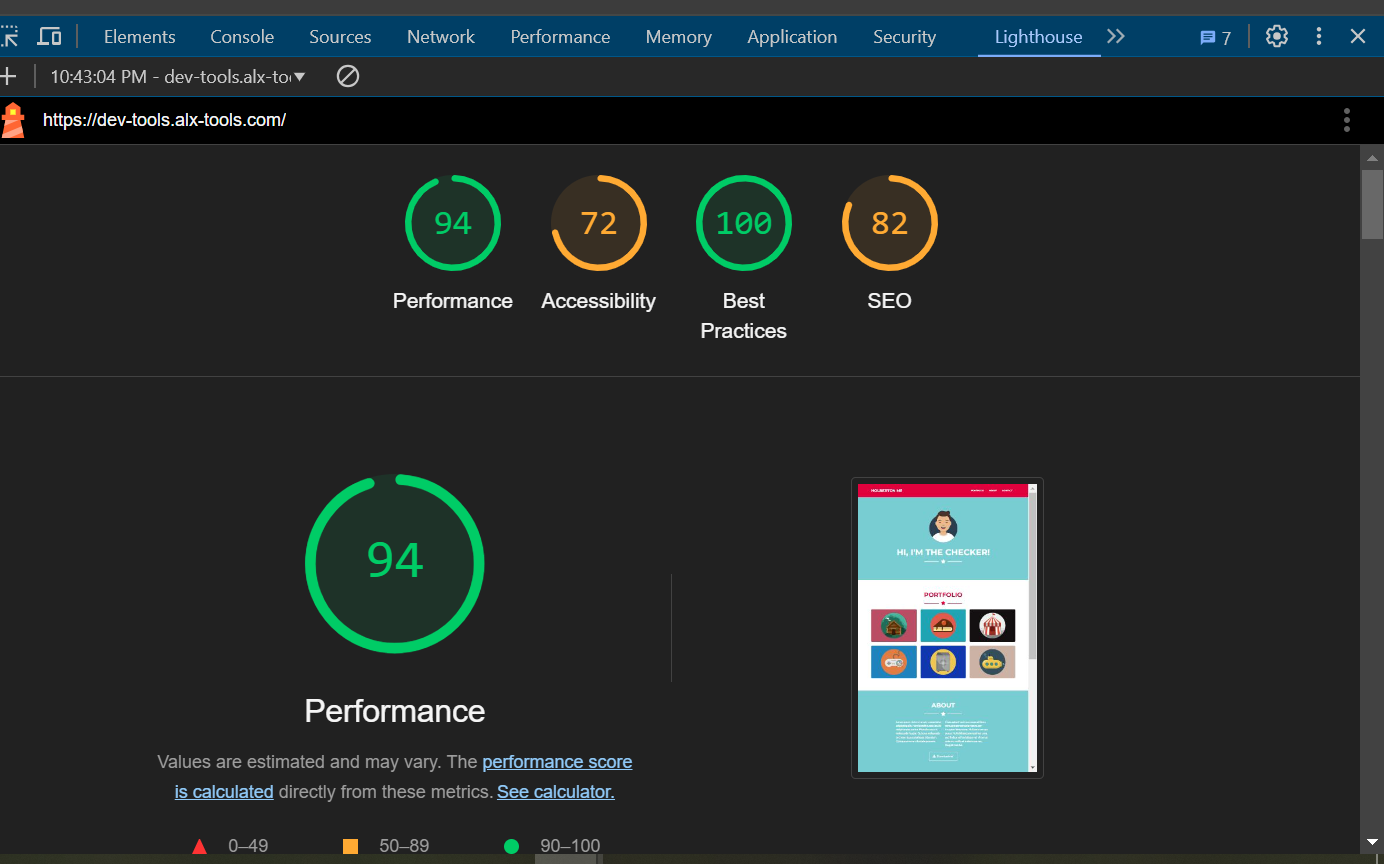 Elements Console Sources Network Performance Memory Application Security Lighthouse 7
10:43:04 PM - dev-tools.alx-to
https://dev-tools.alx-tools.com/
94 72 100 82
Performance Accessibility Best Practices SEO
94
Performance
Values are estimated and may vary. The performance score
is calculated directly from these metrics. See calculator.
0–49 50–89 90–100
HOLBERTON ME
HI, I'M THE CHECKER!
PORTFOLIO
ABOUT